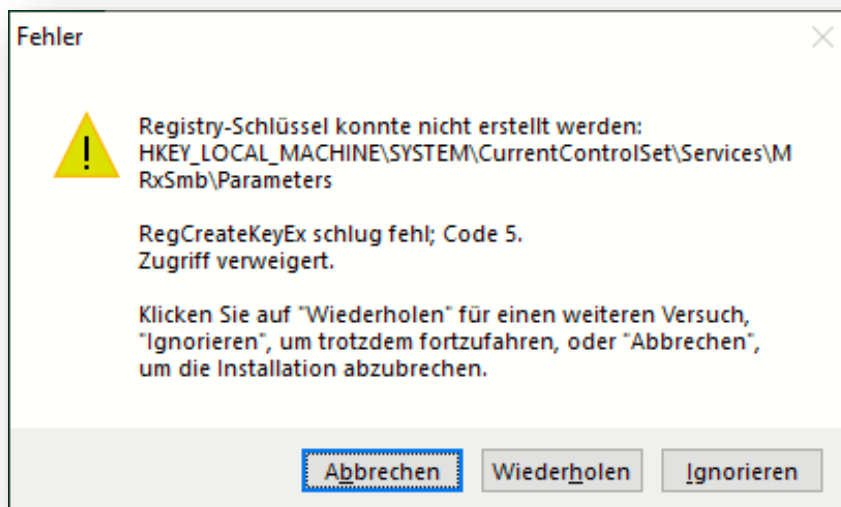 Fehler
Registry-Schlüssel konnte nicht erstellt werden:
HKEY_LOCAL_MACHINE\SYSTEM\CurrentControlSet\Services\M
RxSmb\Parameters
RegCreateKeyEx schlug fehl; Code 5.
Zugriff verweigert.
Klicken Sie auf "Wiederholen" für einen weiteren Versuch,
"Ignorieren", um trotzdem fortzufahren, oder "Abbrechen",
um die Installation abzubrechen.
Abbrechen Wiederholen Ignorieren